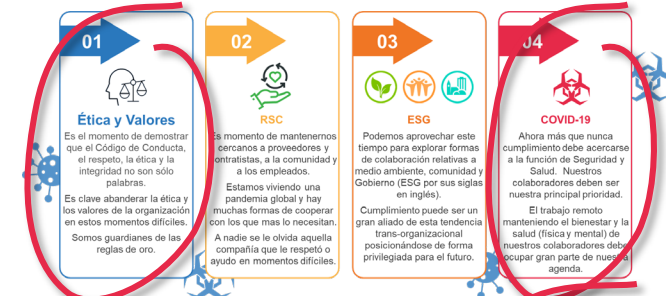 01
Ética y Valores
Es el momento de demostrar
que el Código de Conducta,
el respeto, la ética y la
integridad no son sólo
palabras.
Es clave abanderar la ética y
los valores de la organización
en estos momentos difíciles.
Somos guardianes de las
reglas de oro.
02
RSC
Es momento de mantenernos
cercanos a proveedores y
contratistas, a la comunidad y
a los empleados.
Estamos viviendo una
pandemia global y hay
muchas formas de cooperar
con los que mas lo necesitan.
A nadie se le olvida aquella
compañía que le respetó o
ayudo en momentos difíciles.
03
ESG
Podemos aprovechar este
tiempo para explorar formas
de colaboración relativas a
medio ambiente, comunidad y
Gobierno (ESG por sus siglas
en inglés).
Cumplimiento puede ser un
gran aliado de esta tendencia
trans-organizacional
posicionándose de forma
privilegiada para el futuro.
04
COVID-19
Ahora más que nunca
cumplimiento debe acercarse
a la función de Seguridad y
Salud. Nuestros
colaboradores deben ser
nuestra principal prioridad.
El trabajo remoto
manteniendo el bienestar y la
salud (física y mental) de
nuestros colaboradores debe
ocupar gran parte de nuestra
agenda.